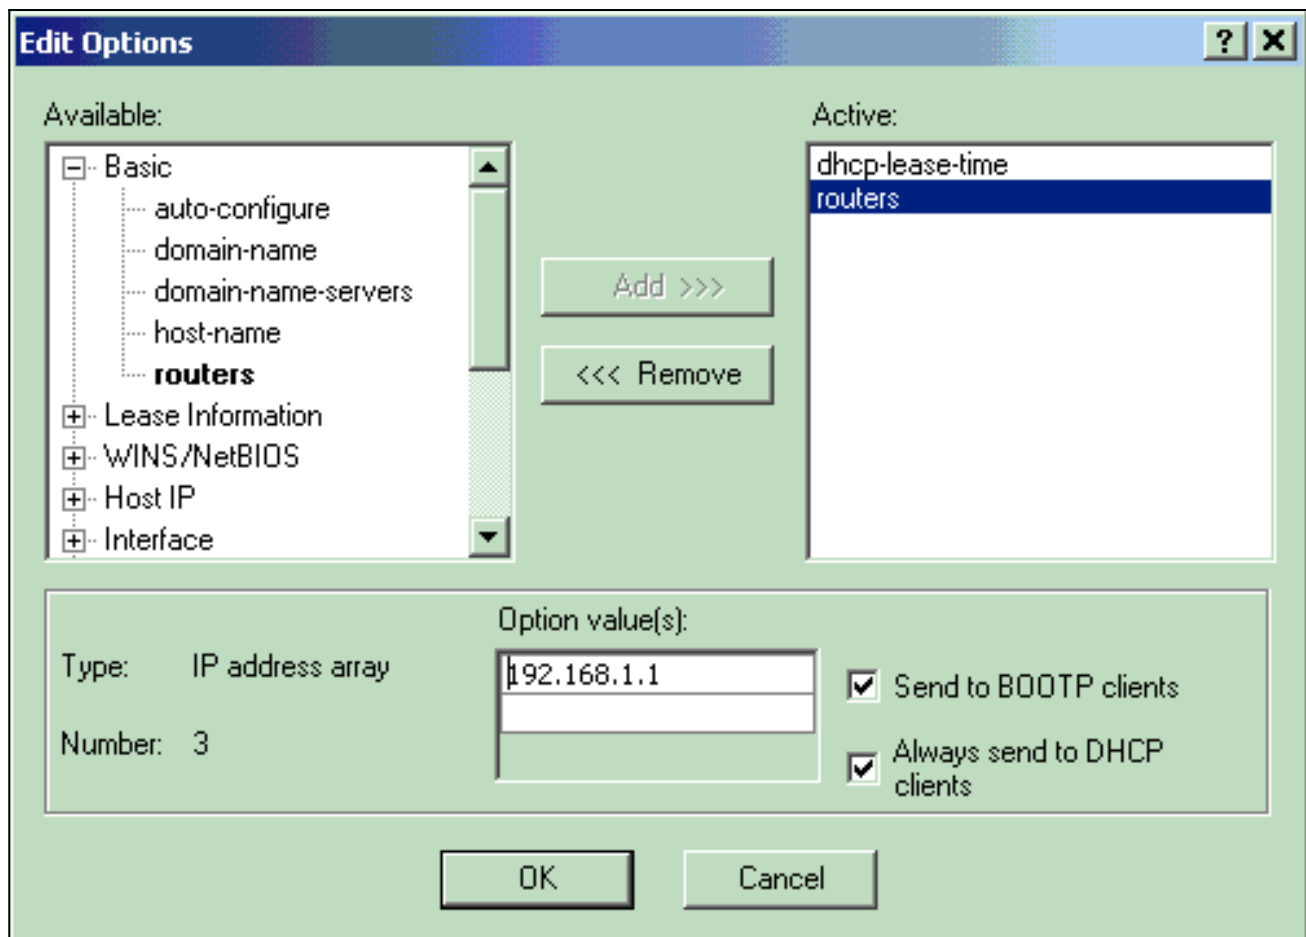 Edit Options
Available:
Active:
Basic
auto-configure
domain-name
domain-name-servers
host-name
routers
Lease Information
WINS/NetBIOS
Host IP
Interface
Add >>>
<<< Remove
dhcp-lease-time
routers
Type: IP address array
Number: 3
Option value(s):
192.168.1.1
Send to BOOTP clients
Always send to DHCP
clients
OK
Cancel